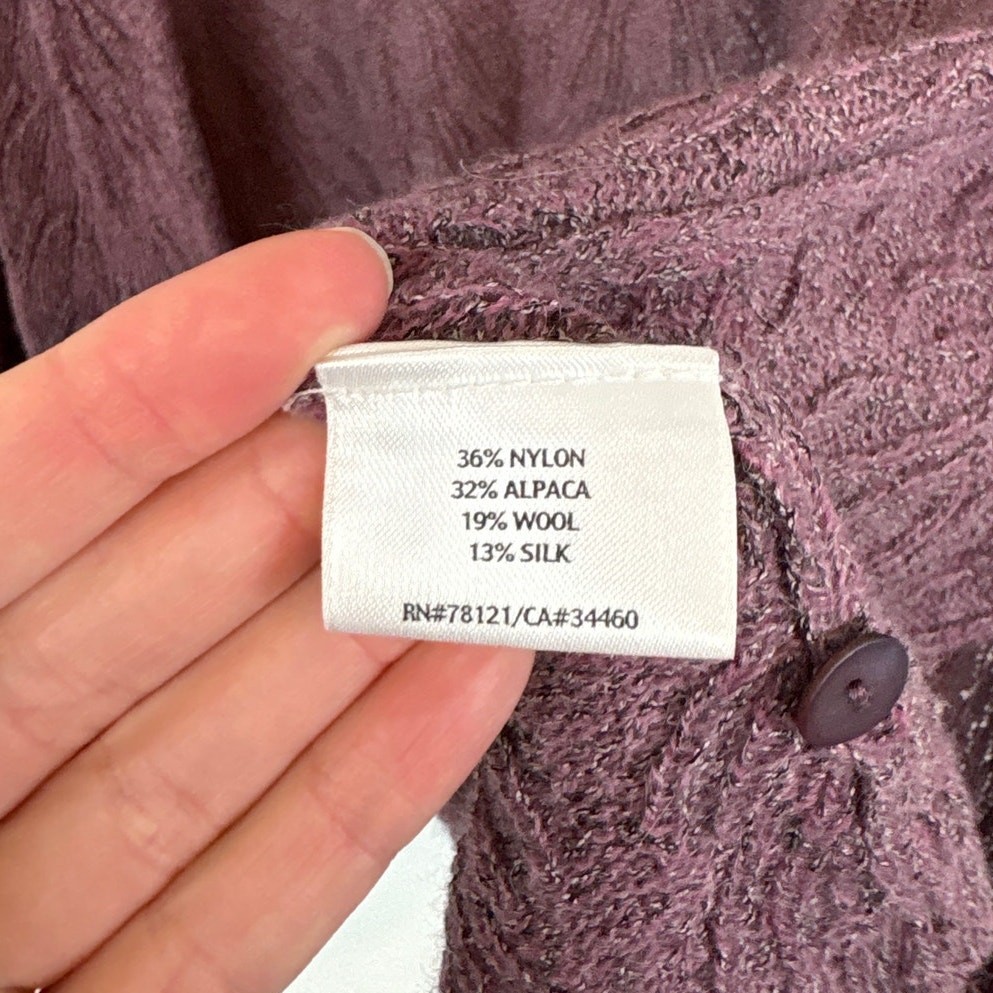 36% NYLON
32% ALPACA
19% WOOL
13% SILK
RN#78121/CA#34460